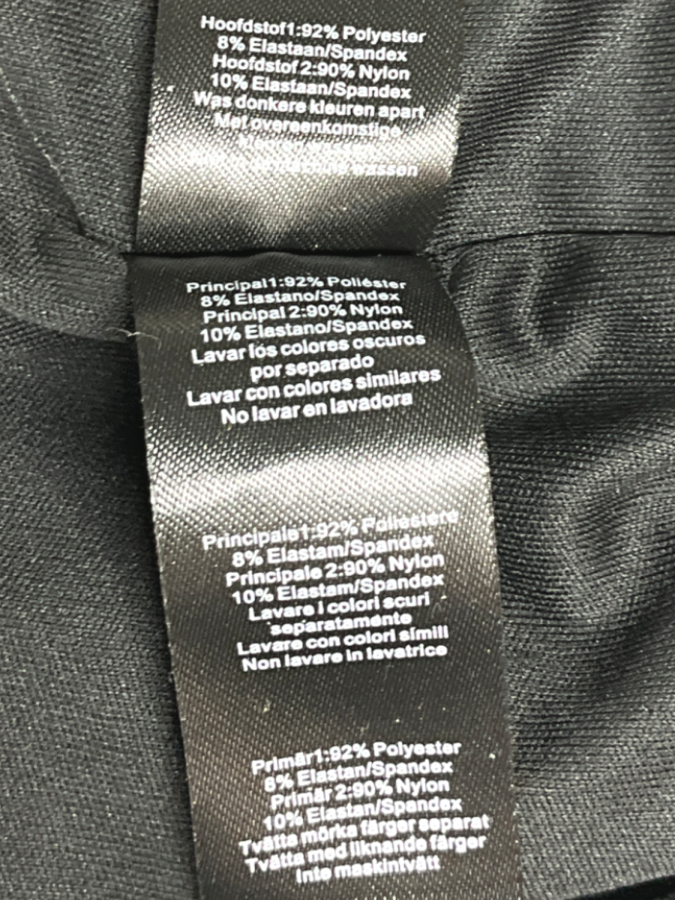 Hoofdstof1:92% Polyester
8% Elastaan/Spandex
Hoofdstof 2:90% Nylon
10% Elastaan/Spandex
Was donkere kleuren apart
Met overeenkomstige
wassen
Principal1:92% Poliéster
8% Elastano/Spandex
Principal 2:90% Nylon
10% Elastano/Spandex
Lavar los colores oscuros
por separado
Lavar con colores similares
No lavar en lavadora
Principale1:92% Poliestere
8% Elastam/Spandex
Principale 2:90% Nylon
10% Elastam/Spandex
Lavare i colori scuri
separatamente
Lavare con colori simili
Non lavare in lavatrice
Primär1:92% Polyester
8% Elastan/Spandex
Primär 2:90% Nylon
10% Elastan/Spandex
Tvätta mörka färger separat
Tvätta med liknande färger
Inte maskintvätt